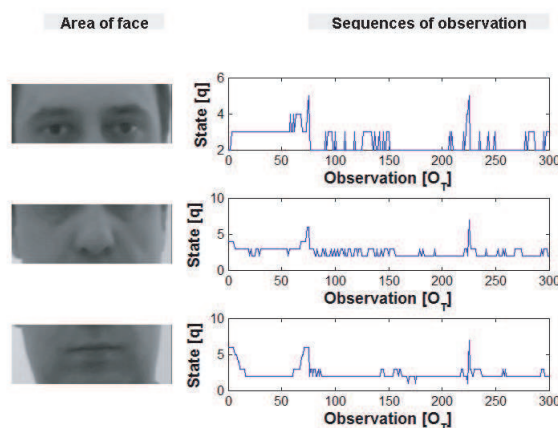 Area of face
Sequences of observation
State [q]
6
4
2
0 50 100 150 200 250 300
Observation [O_T]
State [q]
10
5
0
0 50 100 150 200 250 300
Observation [O_T]
State [q]
10
5
0
0 50 100 150 200 250 300
Observation [O_T]